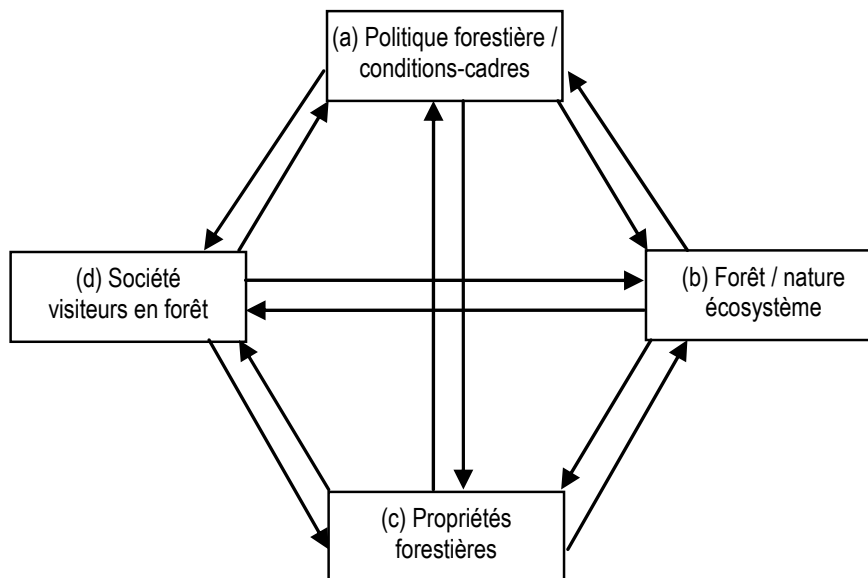 (a) Politique forestière /
conditions-cadres
(d) Société
visiteurs en forêt
(b) Forêt / nature
écosystème
(c) Propriétés
forestières